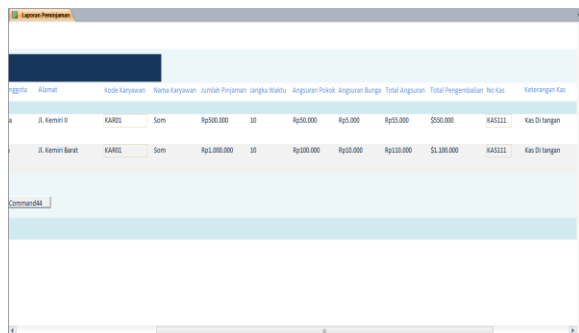 Laporan Peminjaman
nggota Alamat Kode Karyawan Nama Karyawan Jumlah Pinjaman Jangka Waktu Angsuran Pokok Angsuran Bunga Total Angsuran Total Pengembalian No Kas Keterangan Kas
a Jl. Kemiri II KAR01 Som Rp500.000 10 Rp50.000 Rp5.000 Rp55.000 $550.000 KAS111 Kas Di tangan
Jl. Kemiri Barat KAR01 Som Rp1.000.000 10 Rp100.000 Rp10.000 Rp110.000 $1.100.000 KAS111 Kas Di tangan
Command44